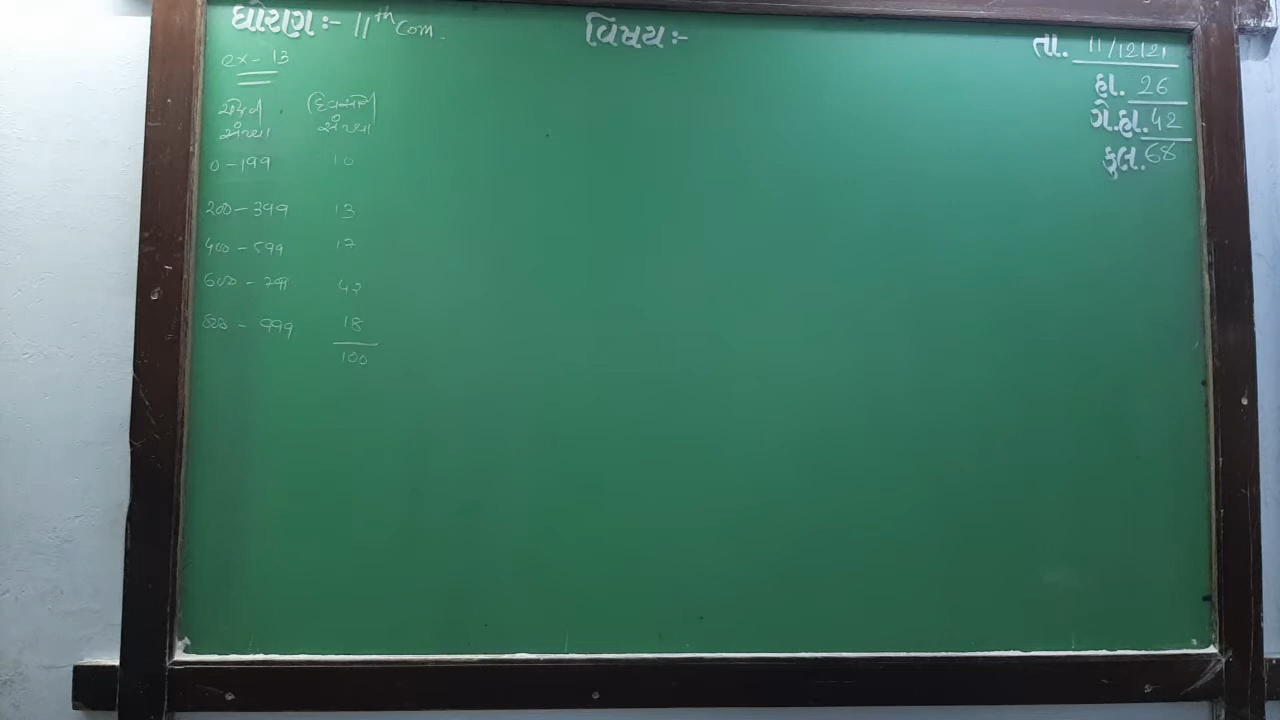 ધોરણ:- 11th Com.
વિષય:-
તા. 11/12/21
હા. 26
ગે.હા. 42
કુલ. 68
ex- 13
સંખ્યા સંખ્યા
0-199 10
200-399 13
400-599 17
600-799 42
800-999 18
100